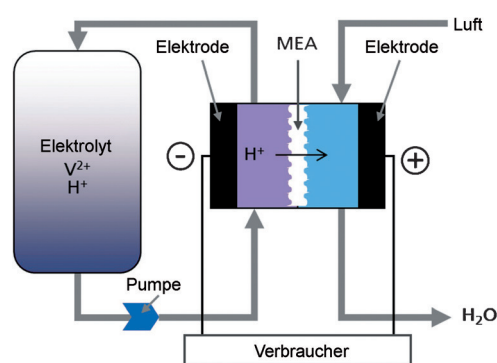 Elektrode
MEA
Elektrode
Luft
Elektrolyt
V²⁺
H⁺
−
H⁺
+
Pumpe
H₂O
Verbraucher